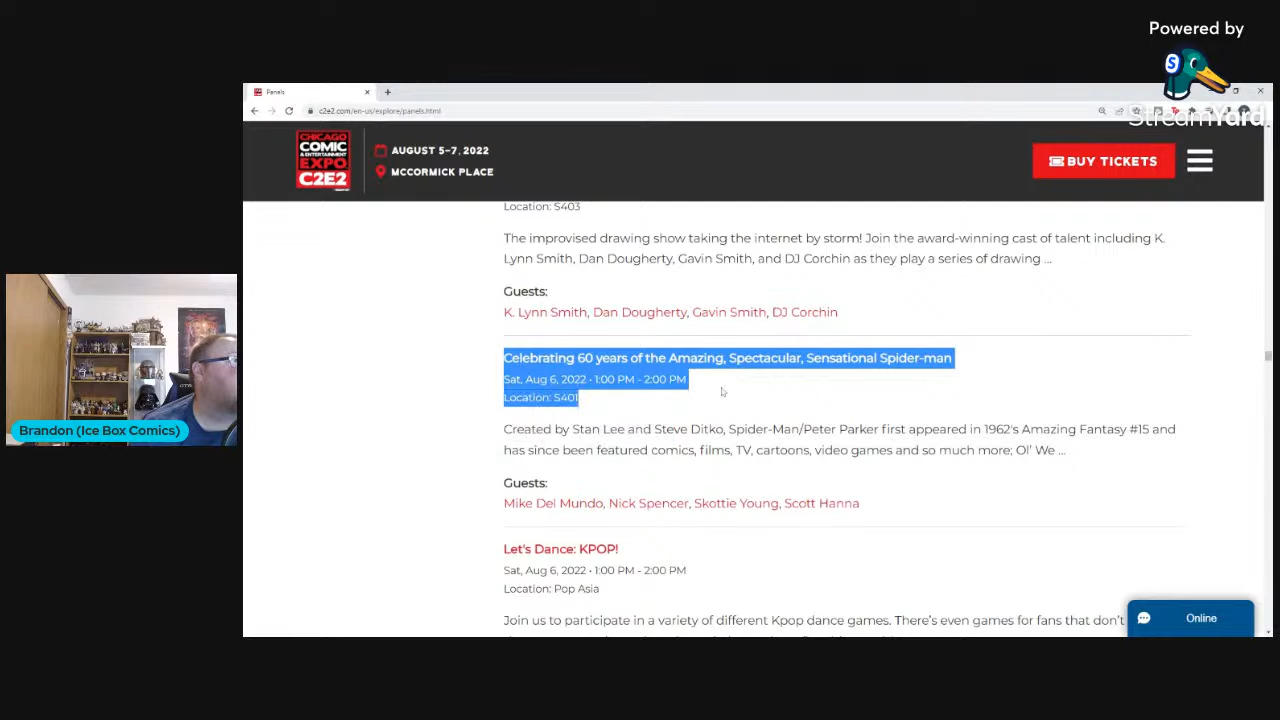 Powered by
S
StreamYard
Panels
c2e2.com/en-us/explore/panels.html
CHICAGO
COMIC
& ENTERTAINMENT
EXPO
C2E2
AUGUST 5-7, 2022
MCCORMICK PLACE
BUY TICKETS
Location: S403
The improvised drawing show taking the internet by storm! Join the award-winning cast of talent including K.
Lynn Smith, Dan Dougherty, Gavin Smith, and DJ Corchin as they play a series of drawing ...
Guests:
K. Lynn Smith, Dan Dougherty, Gavin Smith, DJ Corchin
Celebrating 60 years of the Amazing, Spectacular, Sensational Spider-man
Sat, Aug 6, 2022 • 1:00 PM - 2:00 PM
Location: S401
Created by Stan Lee and Steve Ditko, Spider-Man/Peter Parker first appeared in 1962's Amazing Fantasy #15 and
has since been featured comics, films, TV, cartoons, video games and so much more; Ol' We ...
Guests:
Mike Del Mundo, Nick Spencer, Skottie Young, Scott Hanna
Let's Dance: KPOP!
Sat, Aug 6, 2022 • 1:00 PM - 2:00 PM
Location: Pop Asia
Join us to participate in a variety of different Kpop dance games. There's even games for fans that don't
Online
Brandon (Ice Box Comics)